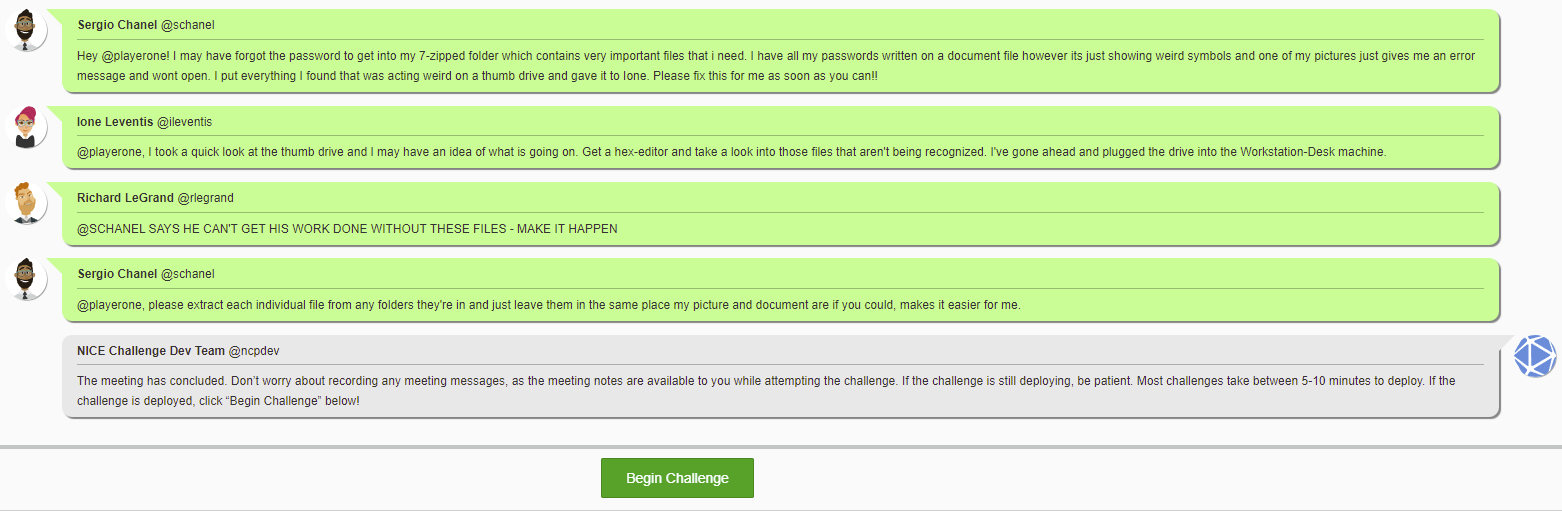 Sergio Chanel @schanel
Hey @playerone! I may have forgot the password to get into my 7-zipped folder which contains very important files that i need. I have all my passwords written on a document file however its just showing weird symbols and one of my pictures just gives me an error
message and wont open. I put everything I found that was acting weird on a thumb drive and gave it to Ione. Please fix this for me as soon as you can!!
Ione Leventis @ileventis
@playerone, I took a quick look at the thumb drive and I may have an idea of what is going on. Get a hex-editor and take a look into those files that aren't being recognized. I've gone ahead and plugged the drive into the Workstation-Desk machine.
Richard LeGrand @rlegrand
@SCHANEL SAYS HE CAN'T GET HIS WORK DONE WITHOUT THESE FILES - MAKE IT HAPPEN
Sergio Chanel @schanel
@playerone, please extract each individual file from any folders they're in and just leave them in the same place my picture and document are if you could, makes it easier for me.
NICE Challenge Dev Team @ncpdev
The meeting has concluded. Don't worry about recording any meeting messages, as the meeting notes are available to you while attempting the challenge. If the challenge is still deploying, be patient. Most challenges take between 5-10 minutes to deploy. If the
challenge is deployed, click “Begin Challenge” below!
Begin Challenge